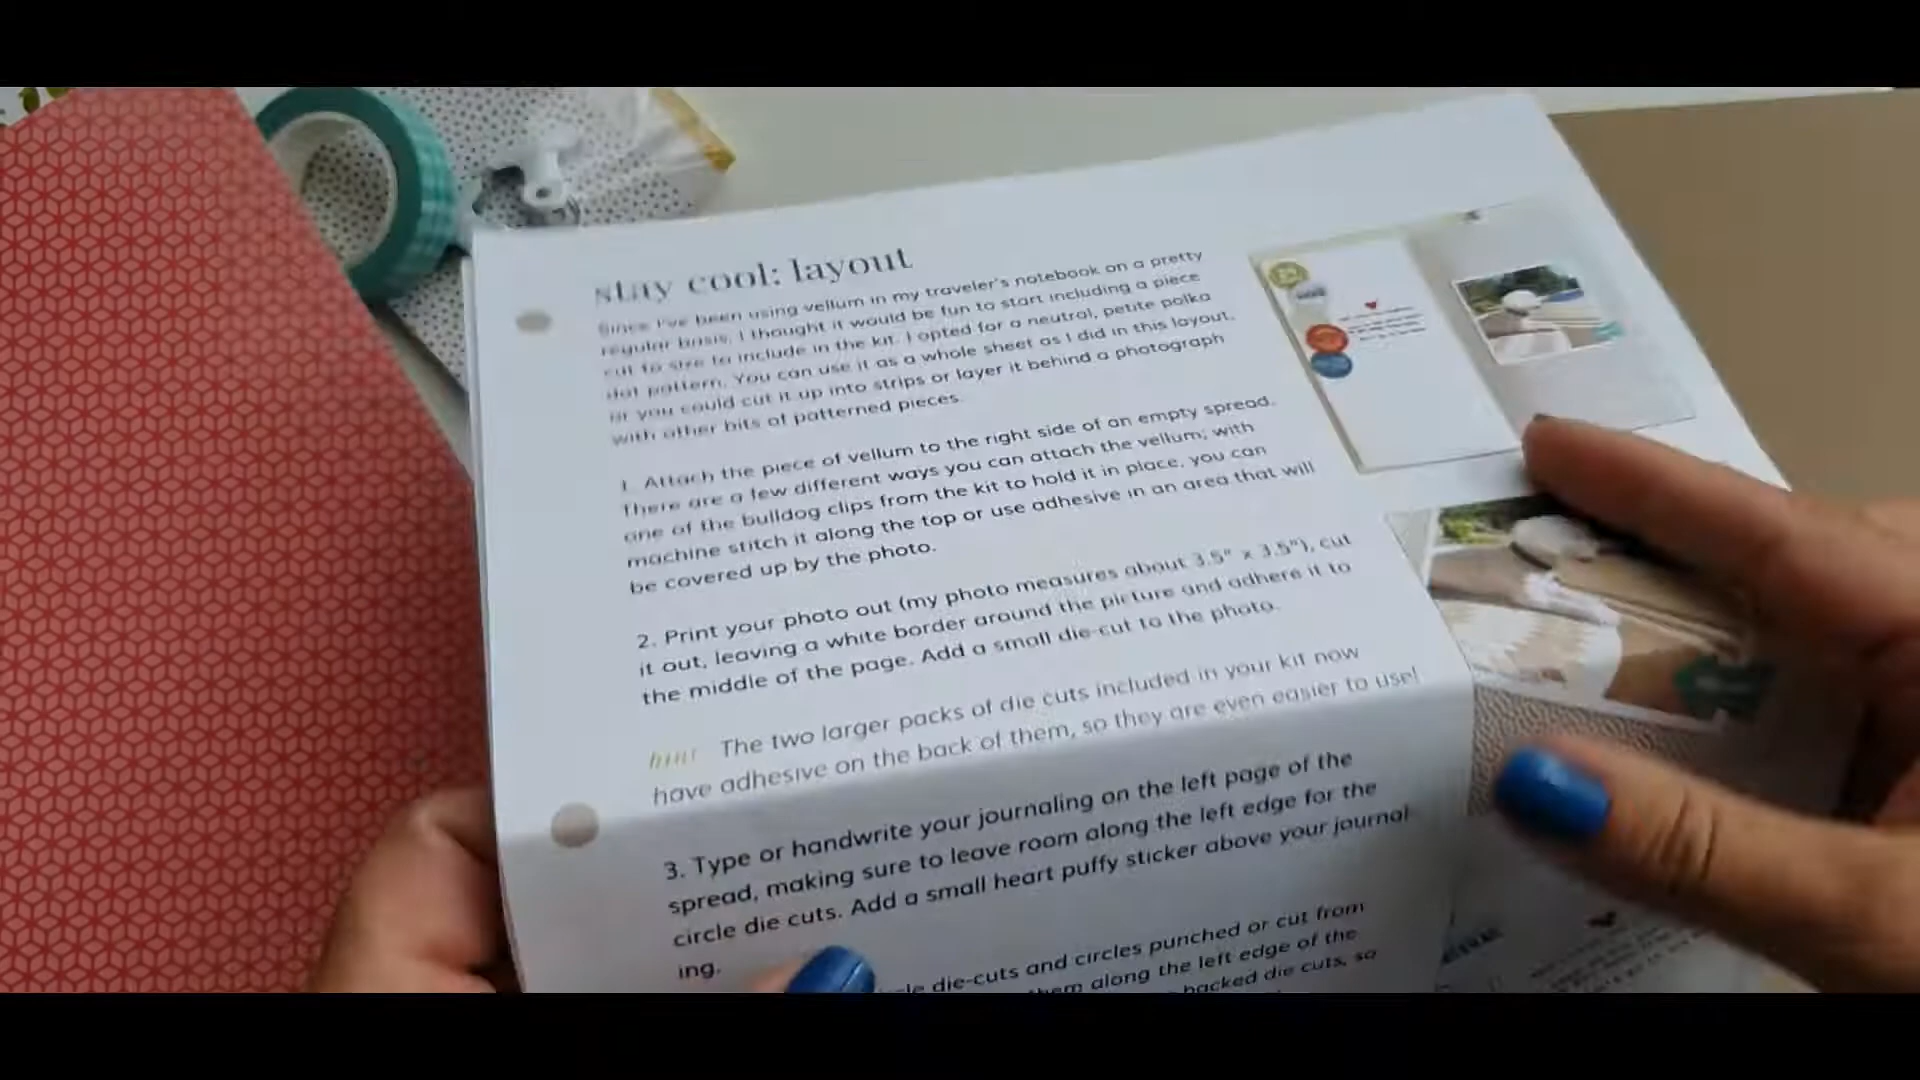 stay cool: layout
Since I've been using vellum in my traveler's notebook on a pretty
regular basis, I thought it would be fun to start including a piece
cut to size to include in the kit. I opted for a neutral, petite polka
dot pattern. You can use it as a whole sheet as I did in this layout,
or you could cut it up into strips or layer it behind a photograph
with other bits of patterned pieces.
1. Attach the piece of vellum to the right side of an empty spread.
There are a few different ways you can attach the vellum; with
one of the bulldog clips from the kit to hold it in place, you can
machine stitch it along the top or use adhesive in an area that will
be covered up by the photo.
2. Print your photo out (my photo measures about 3.5" x 3.5"), cut
it out, leaving a white border around the picture and adhere it to
the middle of the page. Add a small die-cut to the photo.
hint The two larger packs of die cuts included in your kit now
have adhesive on the back of them, so they are even easier to use!
3. Type or handwrite your journaling on the left page of the
spread, making sure to leave room along the left edge for the
circle die cuts. Add a small heart puffy sticker above your journal-
ing.
die-cuts and circles punched or cut from
along the left edge of the
backed die cuts, so